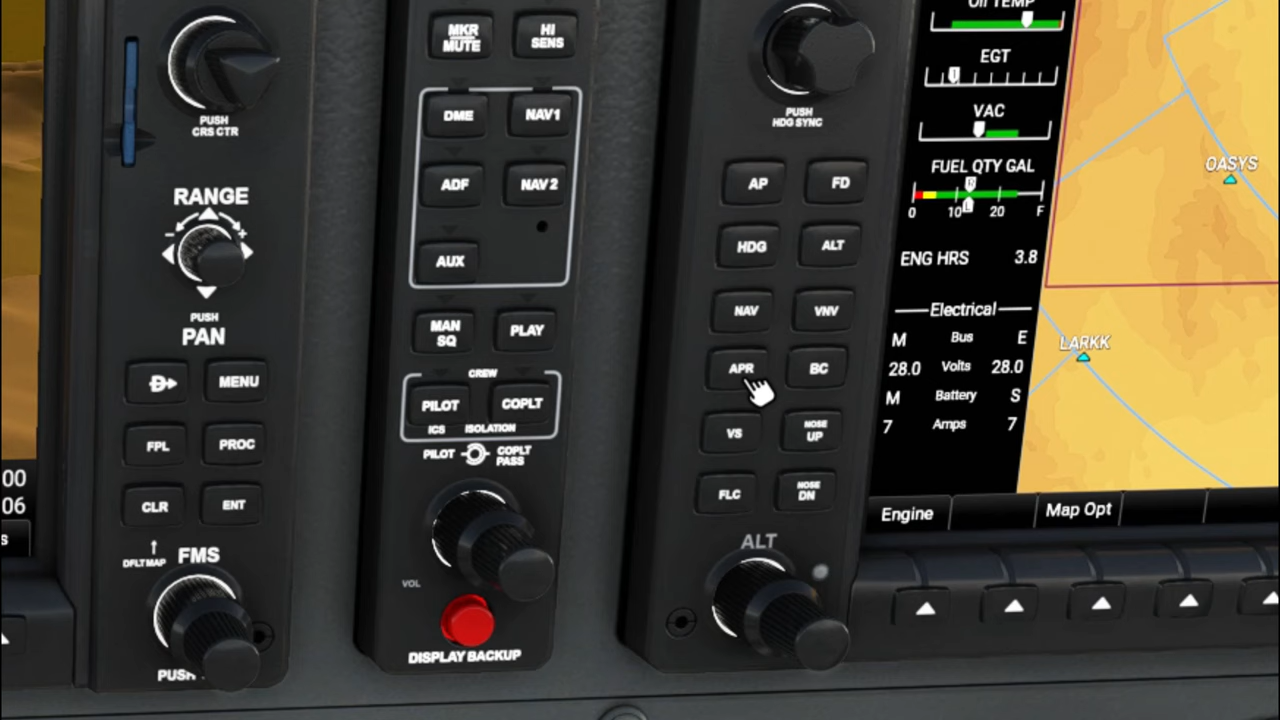 PUSH
CRS CTR
RANGE
-
+
PUSH
PAN
MENU
FPL
PROC
CLR
ENT
DFLT MAP
FMS
PUSH
00
06
s
MKR
MUTE
HI
SENS
DME
NAV1
ADF
NAV 2
AUX
MAN
SQ
PLAY
CREW
PILOT
COPLT
ICS
ISOLATION
PILOT
COPLT
PASS
VOL
DISPLAY BACKUP
PUSH
HDG SYNC
AP
FD
HDG
ALT
NAV
VNV
APR
BC
VS
NOSE
UP
FLC
NOSE
DN
ALT
Oil TEMP
EGT
VAC
FUEL QTY GAL
R
L
0 10 20 F
ENG HRS 3.8
Electrical
M Bus E
28.0 Volts 28.0
M Battery S
7 Amps 7
OASYS
LARKK
Engine
Map Opt